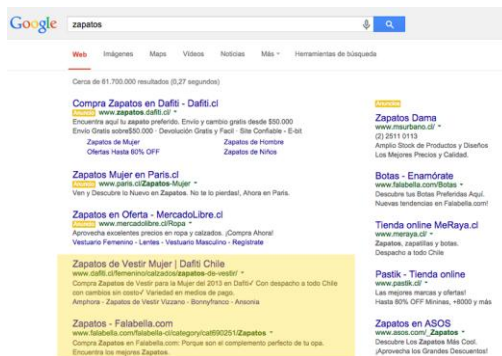 Google
zapatos
Web Imágenes Maps Vídeos Noticias Más Herramientas de búsqueda
Cerca de 61.700.000 resultados (0,27 segundos)
Compra Zapatos en Dafiti - Dafiti.cl
Anuncio www.zapatos.dafiti.cl/
Encuentra aquí tu zapato preferido. Envío y cambio gratis desde $50.000
Envío Gratis sobre$50.000 · Devolución Gratis y Facil · Site Confiable - E-bit
Zapatos de Mujer Zapatos de Hombre
Ofertas Hasta 60% OFF Zapatos de Niños
Zapatos Mujer en Paris.cl
Anuncio www.paris.cl/Zapatos-Mujer
Ven y Descubre lo Nuevo en Zapatos. No te lo pierdas!, Ahora en Paris.
Zapatos en Oferta - MercadoLibre.cl
Anuncio www.mercadolibre.cl/Ropa
Aprovecha excelentes precios en ropa y calzados. ¡Compra Ahora!
Vestuario Femenino - Lentes - Vestuario Masculino - Regístrate
Zapatos de Vestir Mujer | Dafiti Chile
www.dafiti.cl/femenino/calzados/zapatos-de-vestir/
Compra Zapatos de Vestir para la Mujer del 2013 en Dafiti✓ Con despacho a todo Chile
con cambios sin costo✓ Variedad en medios de pago.
Amphora - Zapatos de Vestir Vizzano - Bonnyfranco - Ansonia
Zapatos - Falabella.com
www.falabella.com/falabella-cl/category/cat690251/Zapatos
Compra Zapatos en Falabella.com: Porque son el complemento perfecto de tu opa.
Encuentra los mejores Zapatos.
Anuncios
Zapatos Dama
www.msurbano.cl/
(2) 2511 0113
Amplio Stock de Productos y Diseños
Los Mejores Precios y Calidad.
Botas - Enamórate
www.falabella.com/Botas
Descubre tus Botas Preferidas Aquí.
Nuevas tendencias en Falabella.com!
Tienda online MeRaya.cl
www.meraya.cl/
Zapatos, zapatillas y botas.
Despacho a todo Chile
Pastik - Tienda online
www.pastik.cl/
Las mejores marcas y ofertas!
Hasta 80% OFF Mininas, +8000 y más
Zapatos en ASOS
www.asos.com/_Zapatos
Descubre Los Zapatos Más Cool.
¡Aprovecha los Grandes Descuentos!